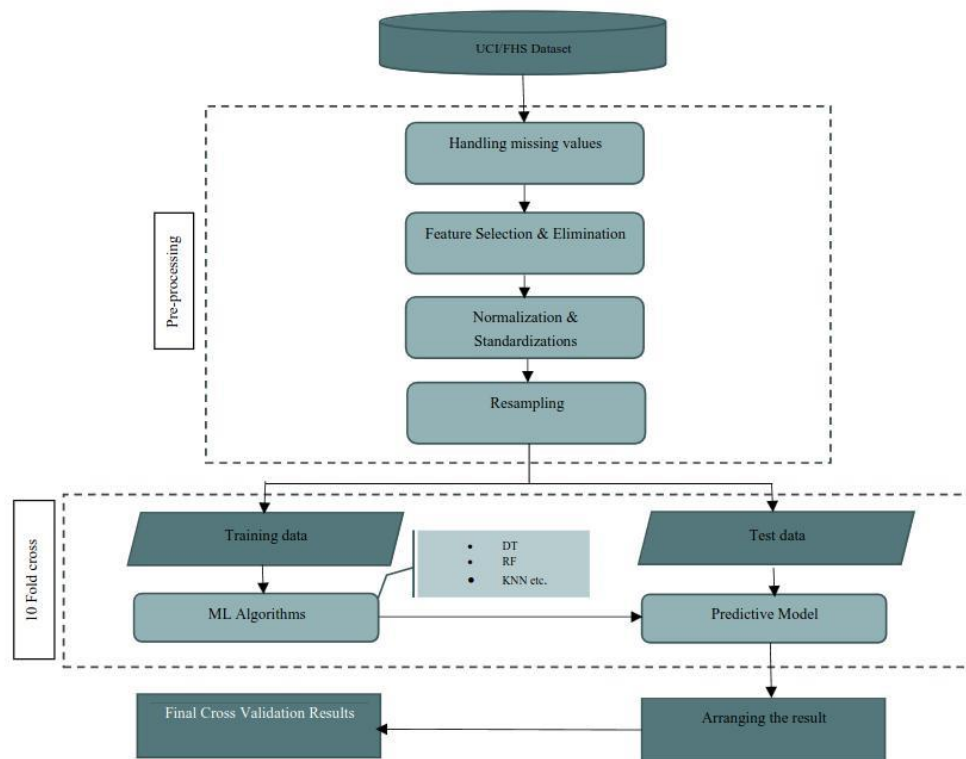 UCI/FHS Dataset
Pre-processing
Handling missing values
Feature Selection & Elimination
Normalization &
Standardizations
Resampling
10 Fold cross
Training data
• DT
• RF
• KNN etc.
Test data
ML Algorithms
Predictive Model
Final Cross Validation Results
Arranging the result